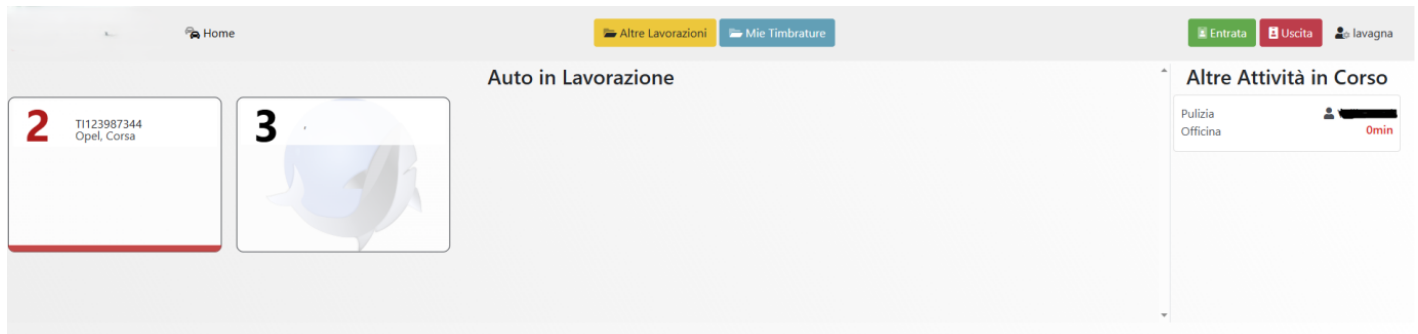 Home
Altre Lavorazioni
Mie Timbrature
Entrata
Uscita
lavagna
Auto in Lavorazione
2
TI123987344
Opel, Corsa
3
Altre Attività in Corso
Pulizia
Officina
0min